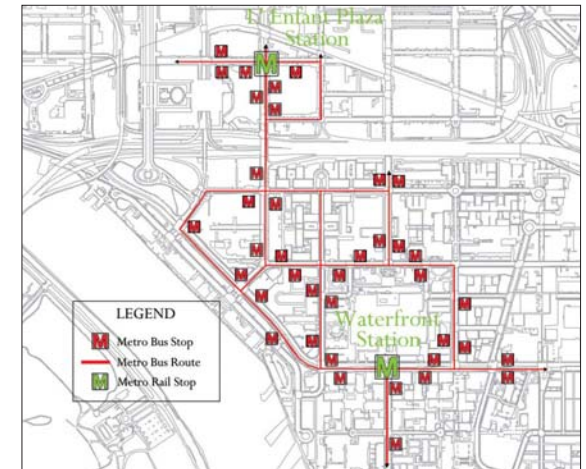 L' Enfant Plaza
Station
Waterfront
Station
LEGEND
M Metro Bus Stop
Metro Bus Route
M Metro Rail Stop